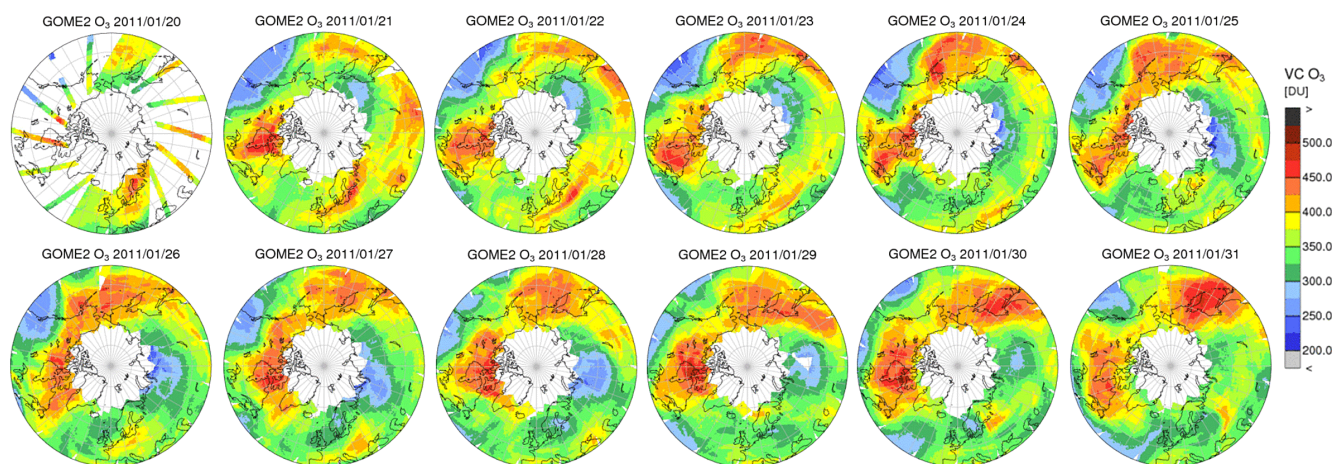 GOME2 O₃ 2011/01/20
GOME2 O₃ 2011/01/21
GOME2 O₃ 2011/01/22
GOME2 O₃ 2011/01/23
GOME2 O₃ 2011/01/24
GOME2 O₃ 2011/01/25
VC O₃
[DU]
>
500.0
450.0
400.0
350.0
300.0
250.0
200.0
<
GOME2 O₃ 2011/01/26
GOME2 O₃ 2011/01/27
GOME2 O₃ 2011/01/28
GOME2 O₃ 2011/01/29
GOME2 O₃ 2011/01/30
GOME2 O₃ 2011/01/31